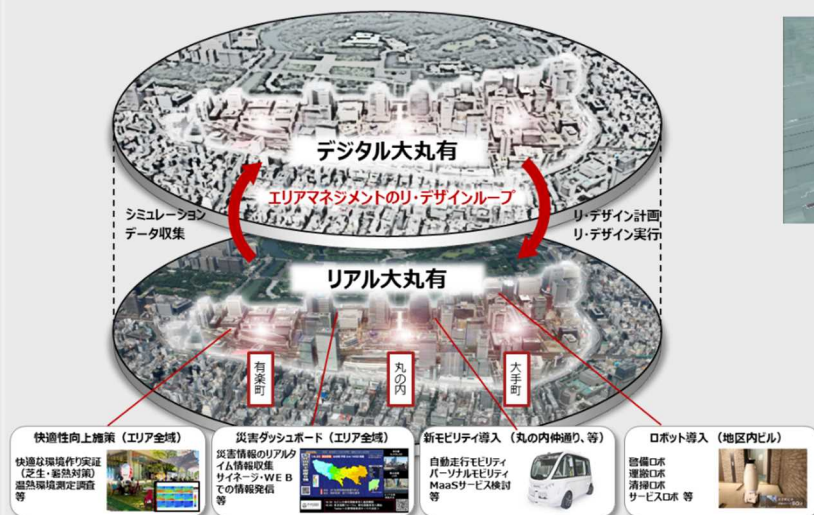 デジタル大丸有
エリアマネジメントのリ・デザインループ
シミュレーション
データ収集
リ・デザイン計画
リ・デザイン実行
リアル大丸有
有楽町
丸の内
大手町
快適性向上施策（エリア全域）
快適な環境作り実証
（芝生・暑熱対策）
温熱環境測定調査
等
災害ダッシュボード（エリア全域）
災害情報のリアルタ
イム情報収集
サイネージ・WEB
での情報発信
等
新モビリティ導入 （丸の内仲通り、等）
自動走行モビリティ
パーソナルモビリティ
MaaSサービス検討
等
ロボット導入 （地区内ビル）
警備ロボ
運搬ロボ
清掃ロボ
サービスロボ 等